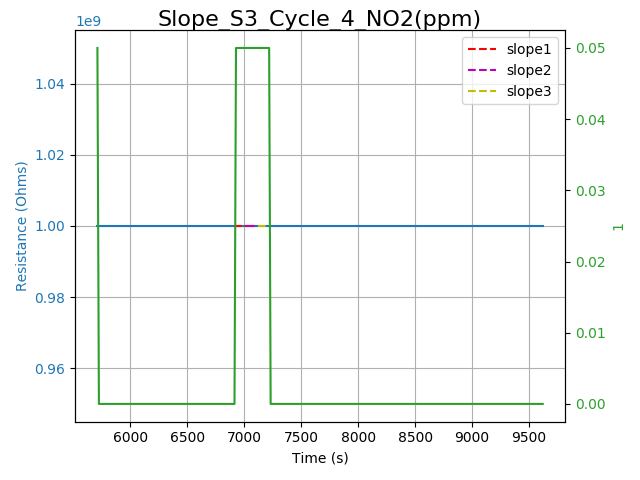 Slope_S3_Cycle_4_NO2(ppm)
1e9
slope1
slope2
slope3
1.04
1.02
1.00
0.98
0.96
Resistance (Ohms)
0.05
0.04
0.03
0.02
0.01
0.00
1
6000 6500 7000 7500 8000 8500 9000 9500
Time (s)